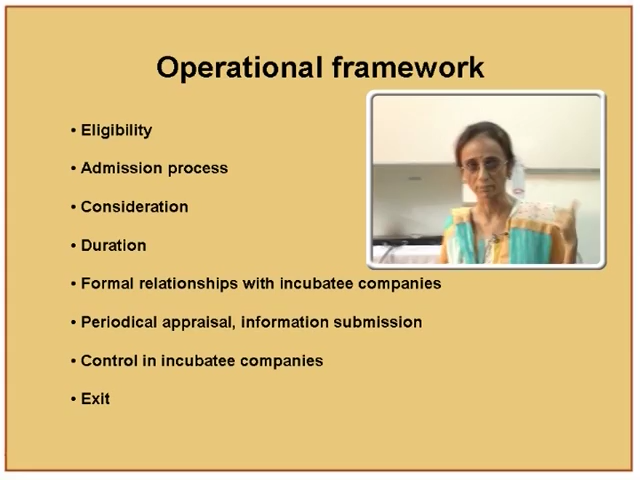 Operational framework
• Eligibility
• Admission process
• Consideration
• Duration
• Formal relationships with incubatee companies
• Periodical appraisal, information submission
• Control in incubatee companies
• Exit